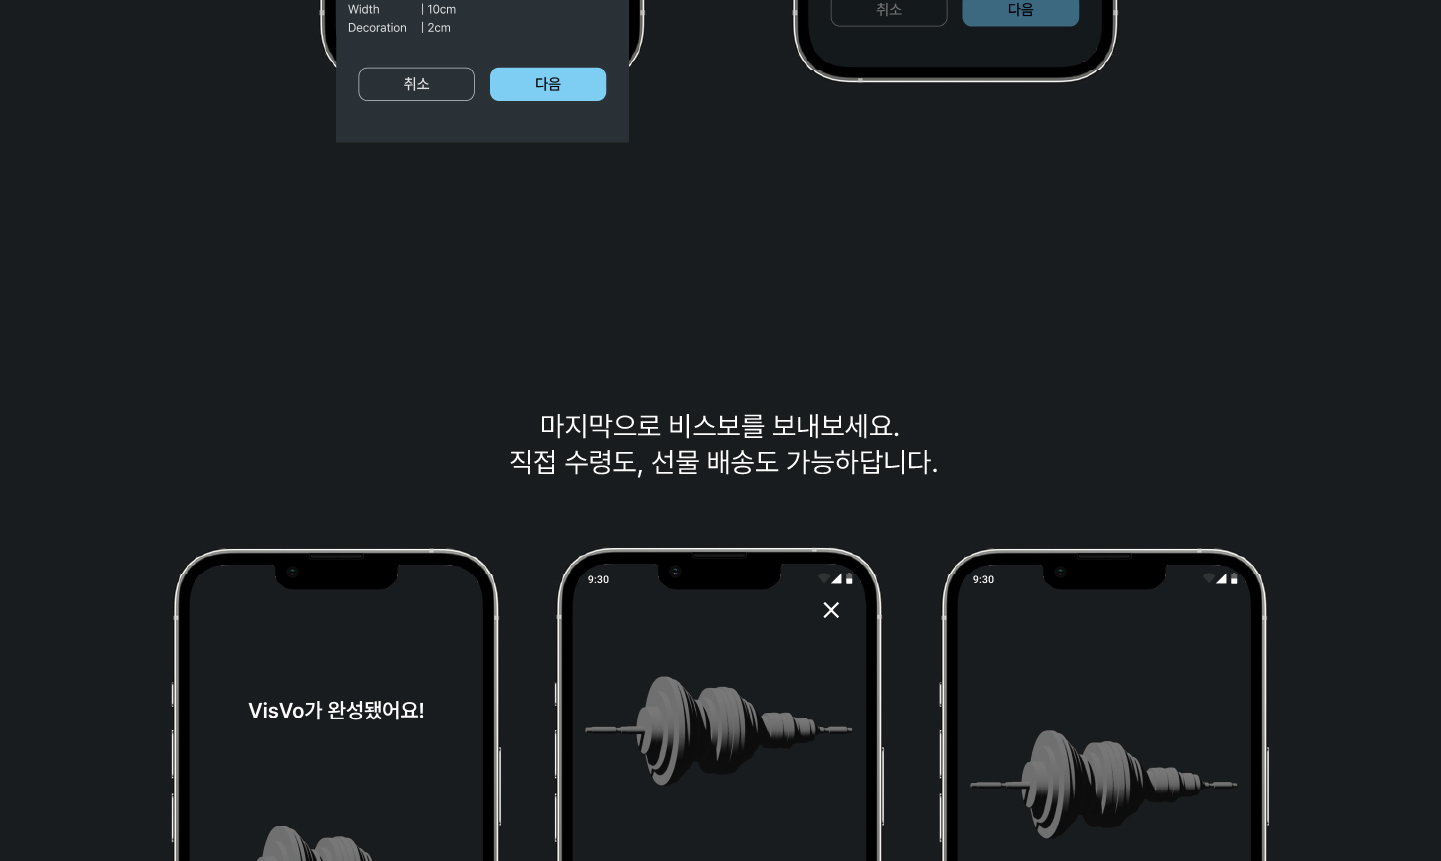 Width | 10cm
Decoration | 2cm
취소
다음
취소
다음
마지막으로 비스보를 보내보세요.
직접 수령도, 선물 배송도 가능하답니다.
VisVo가 완성됐어요!
9:30
9:30